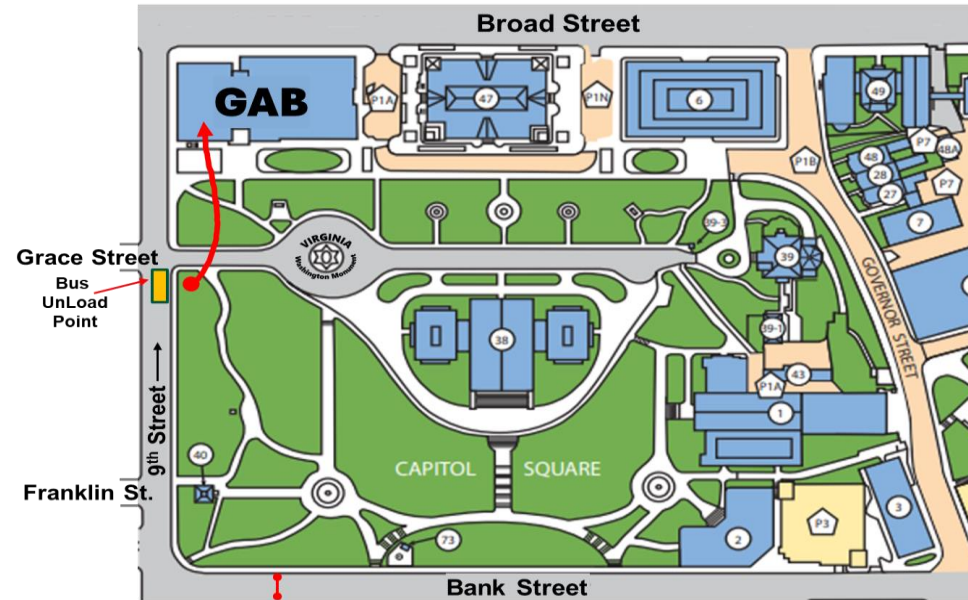 Broad Street
GAB
P1A
47
P1N
6
49
P1B
P7
48A
48
28
27
P7
7
39-3
VIRGINIA
Washington Monument
39
Grace Street
Bus
UnLoad
Point
GOVERNOR STREET
38
39-1
43
P1A
1
9th Street
CAPITOL SQUARE
40
Franklin St.
3
P3
2
73
Bank Street